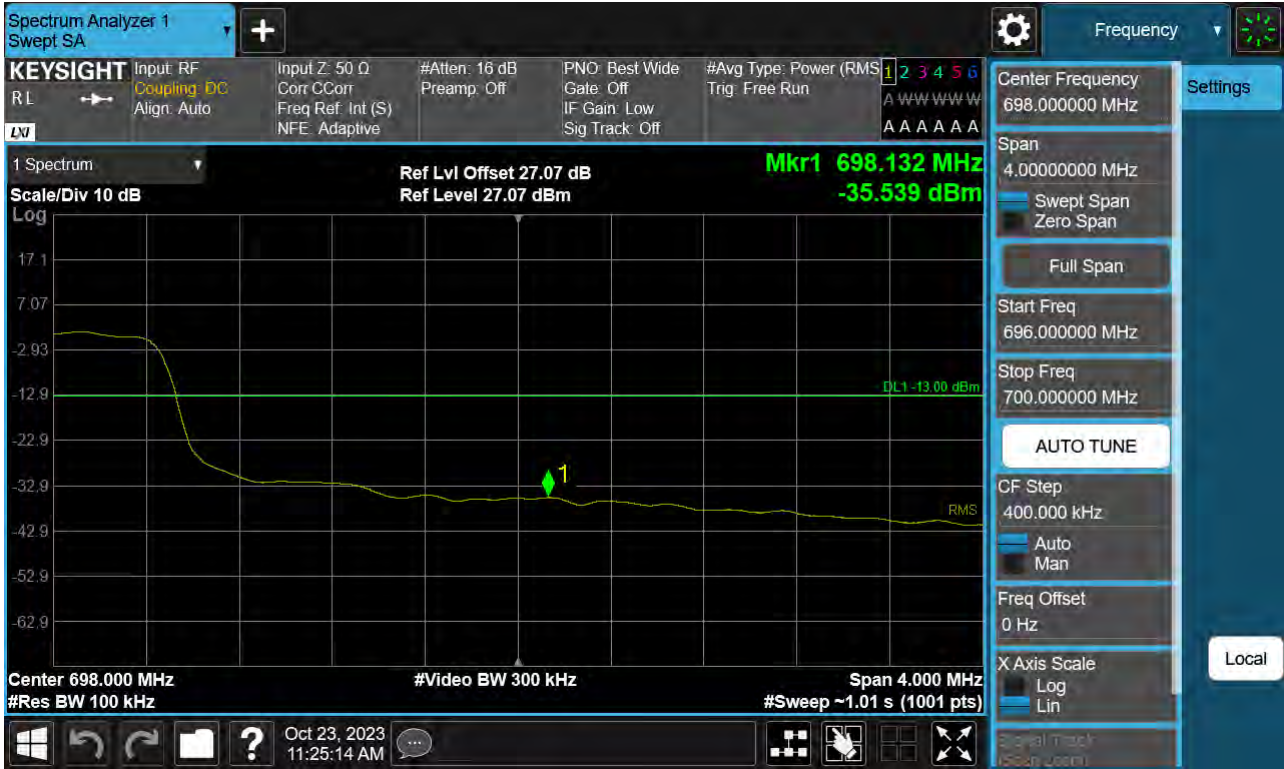 Spectrum Analyzer 1
Swept SA
Frequency
KEYSIGHT
RL
LXI
Input: RF
Coupling: DC
Align: Auto
Input Z: 50 Ω
Corr CCorr
Freq Ref: Int (S)
NFE: Adaptive
#Atten: 16 dB
Preamp: Off
PNO: Best Wide
Gate: Off
IF Gain: Low
Sig Track: Off
#Avg Type: Power (RMS
Trig: Free Run
1 2 3 4 5 6
A W W W W W
A A A A A A
1 Spectrum
Scale/Div 10 dB
Log
Ref Lvl Offset 27.07 dB
Ref Level 27.07 dBm
Mkr1 698.132 MHz
-35.539 dBm
17.1
7.07
-2.93
-12.9
-22.9
-32.9
-42.9
-52.9
-62.9
DL1 -13.00 dBm
1
RMS
Center 698.000 MHz
#Video BW 300 kHz
Span 4.000 MHz
#Res BW 100 kHz
#Sweep ~1.01 s (1001 pts)
Center Frequency
698.000000 MHz
Span
4.00000000 MHz
Swept Span
Zero Span
Full Span
Start Freq
696.000000 MHz
Stop Freq
700.000000 MHz
AUTO TUNE
CF Step
400.000 kHz
Auto
Man
Freq Offset
0 Hz
X Axis Scale
Log
Lin
Signal Track
(Span Zoom)
Settings
Local
?
Oct 23, 2023
11:25:14 AM